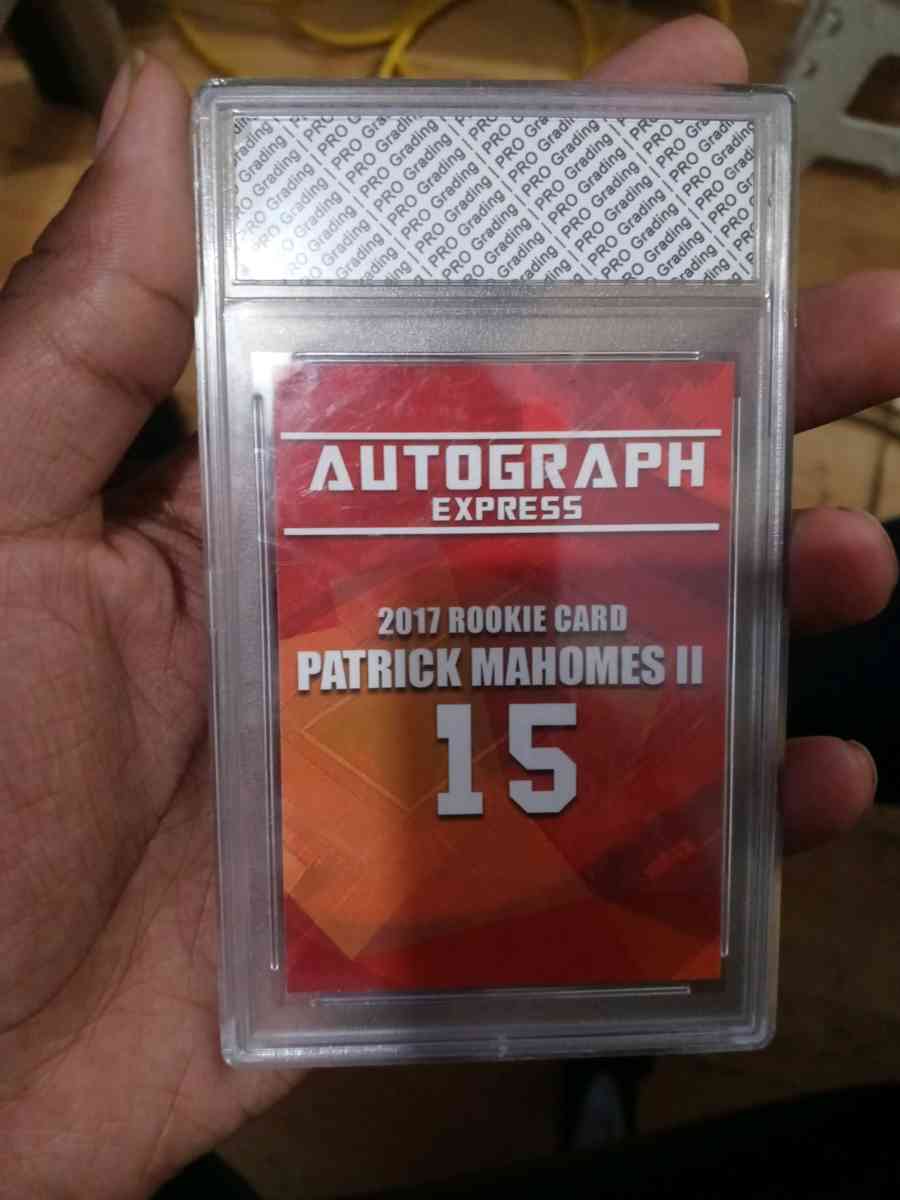 PRO Grading | PRO Grading | PRO Grading
AUTOGRAPH
EXPRESS
2017 ROOKIE CARD
PATRICK MAHOMES II
15